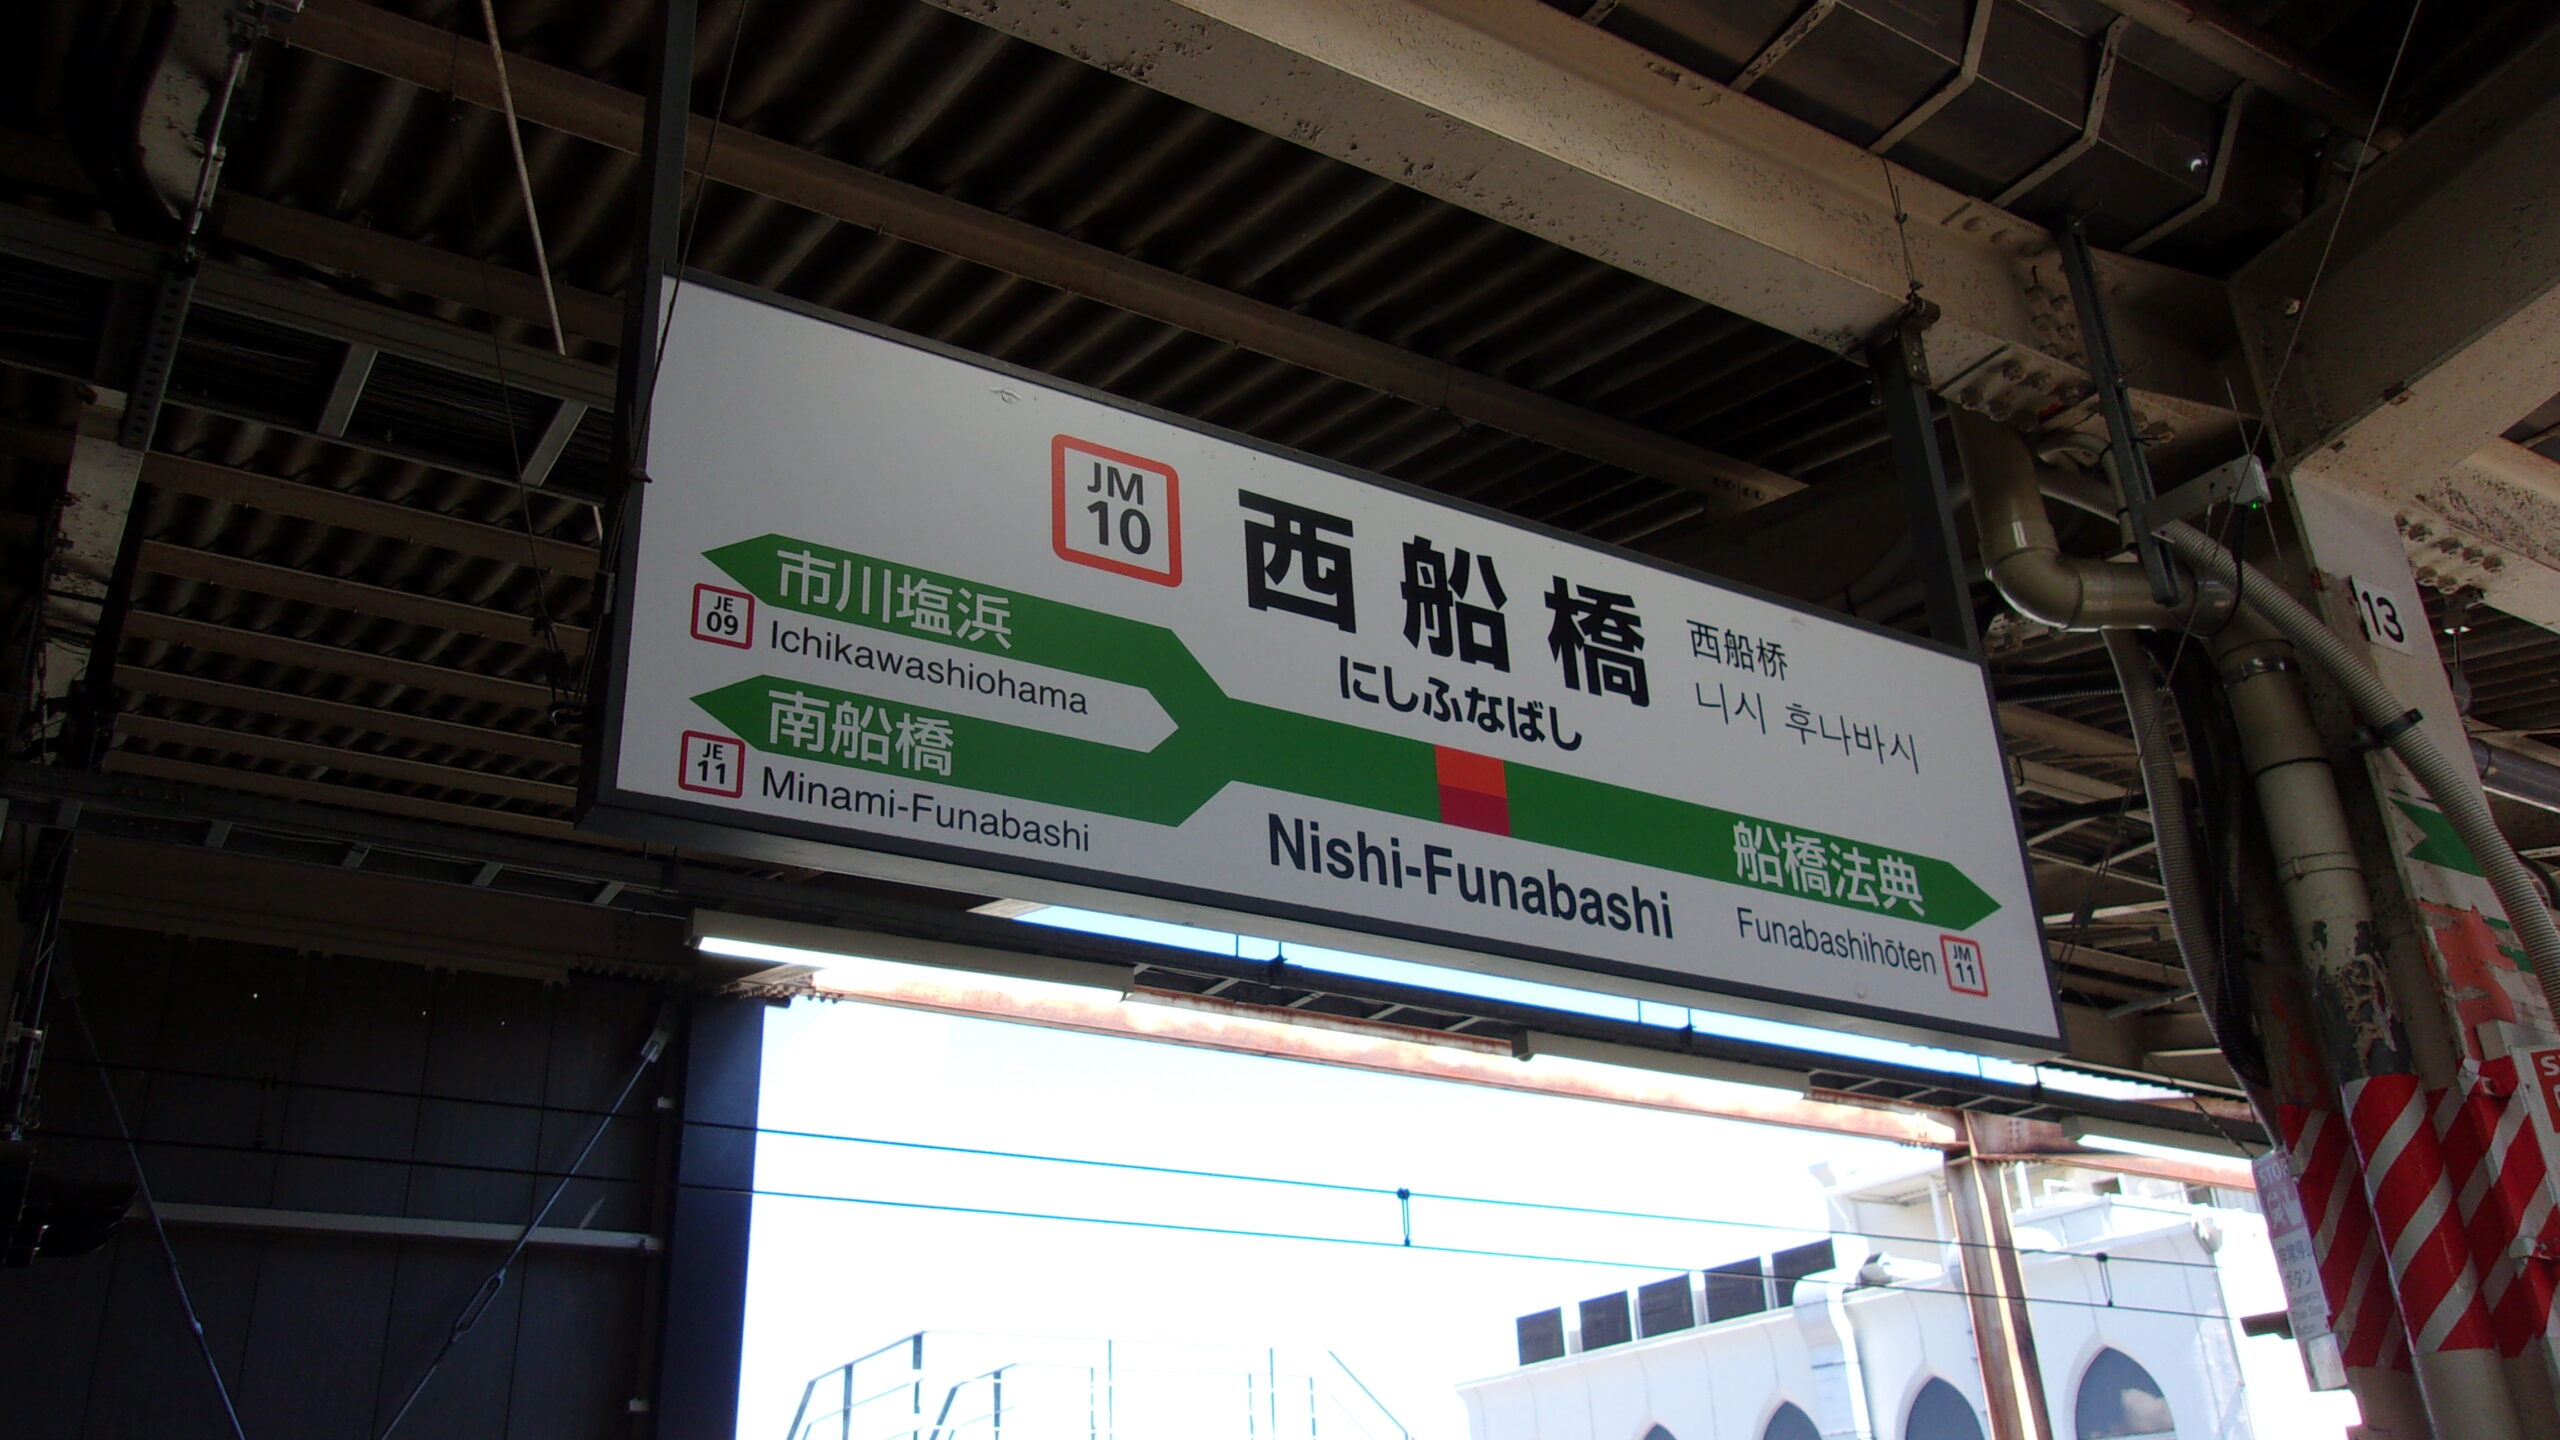 JM
10
西船橋
にしふなばし
西船桥
니시 후나바시
市川塩浜
JE
09
Ichikawashiohama
南船橋
JE
11
Minami-Funabashi
Nishi-Funabashi
船橋法典
Funabashihōten
JM
11
13
STOP